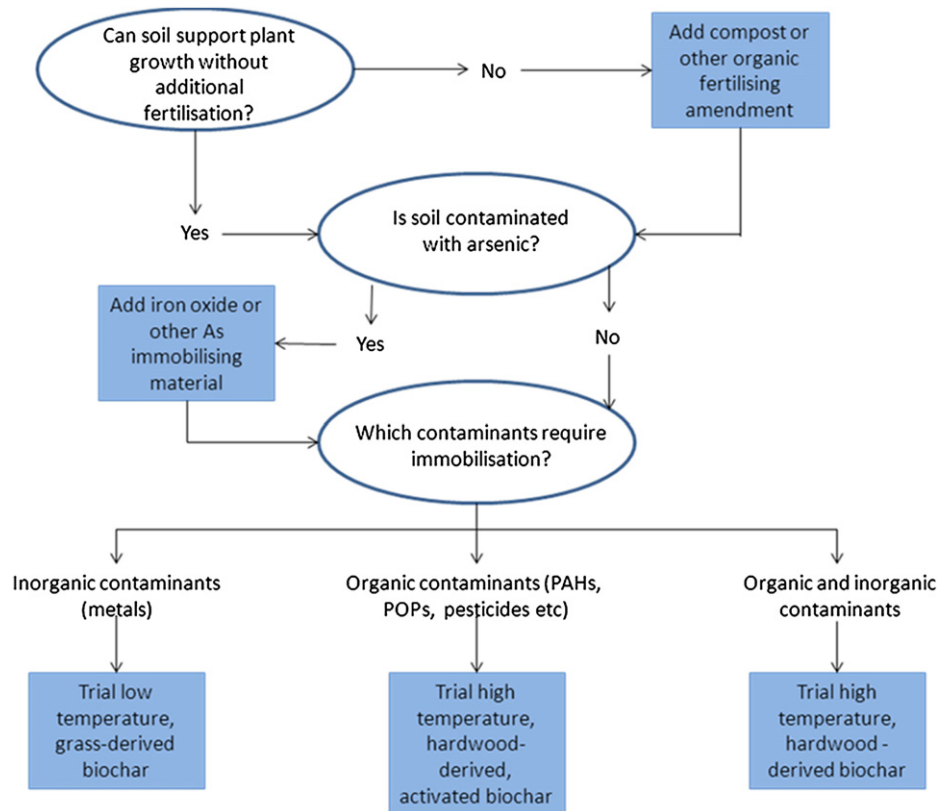 Can soil support plant
growth without
additional
fertilisation?
No
Add compost or
other organic
fertilising
amendment
Yes
Is soil contaminated
with arsenic?
Add iron oxide or
other As
immobilising
material
Yes
No
Which contaminants require
immobilisation?
Inorganic contaminants
(metals)
Organic contaminants (PAHs,
POPs, pesticides etc)
Organic and inorganic
contaminants
Trial low
temperature,
grass-derived
biochar
Trial high
temperature,
hardwood-
derived,
activated biochar
Trial high
temperature,
hardwood -
derived biochar